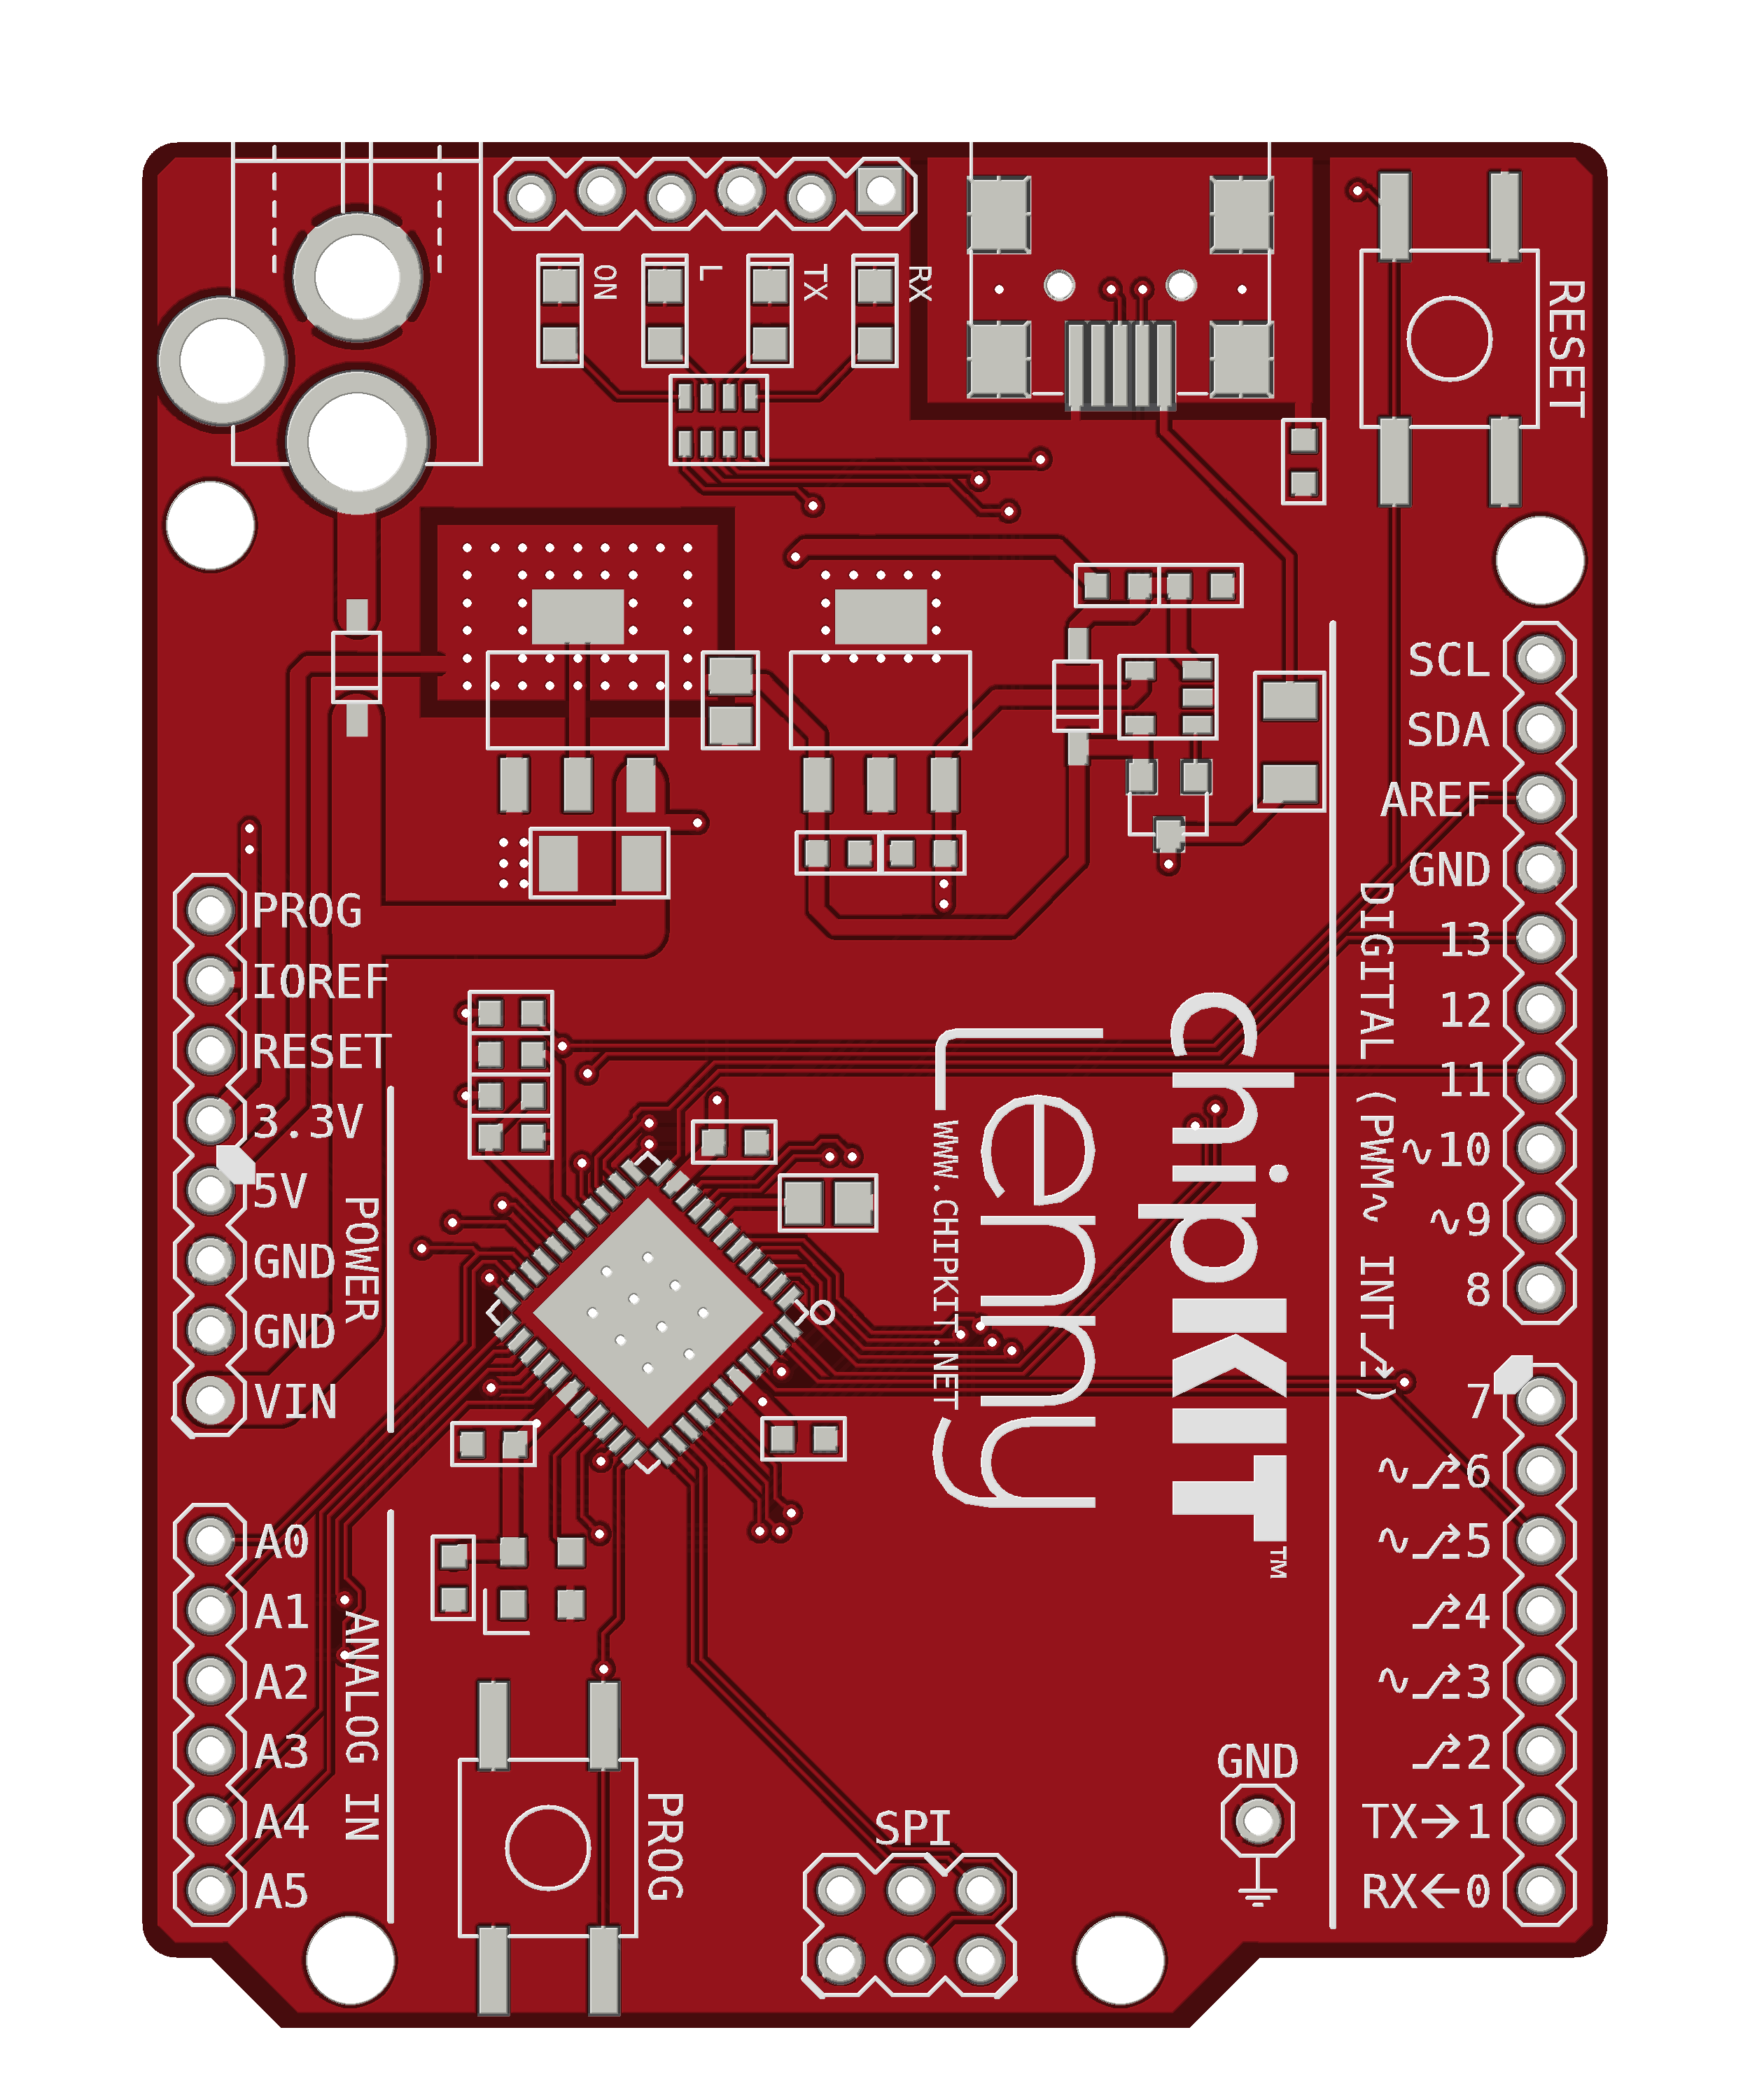 ON
L
TX
RX
RESET
SCL
SDA
AREF
GND
13
12
11
~10
~9
8
DIGITAL (PWM~ INT⎇)
7
~6
~5
4
~3
2
TX→1
RX←0
PROG
IOREF
RESET
3.3V
5V
GND
GND
VIN
POWER
A0
A1
A2
A3
A4
A5
ANALOG IN
chipKIT™
Lenny
WWW.CHIPKIT.NET
PROG
SPI
GND